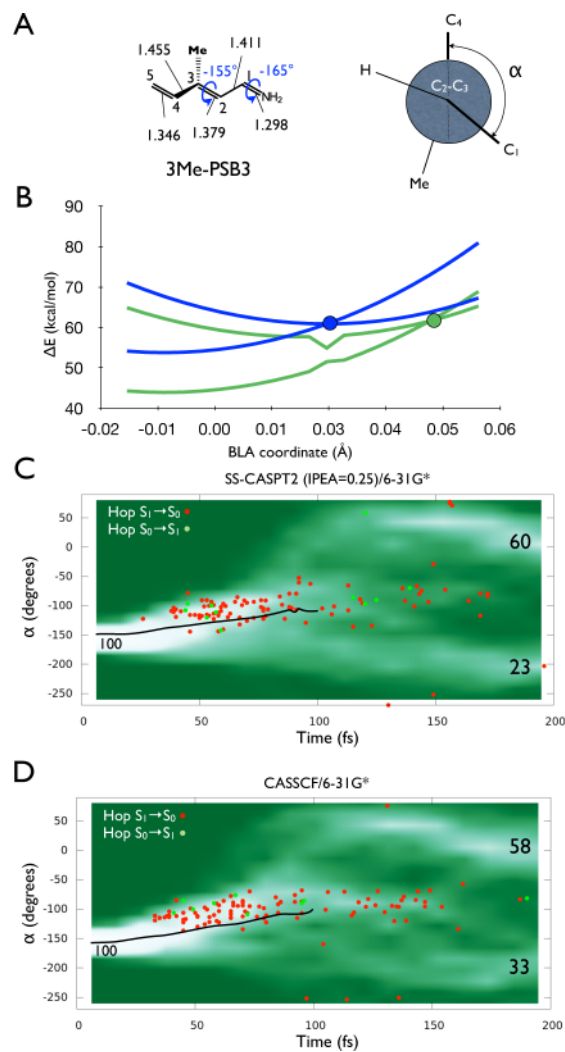 A
Me
1.455
1.411
-155°
-165°
5
3
1
4
2
NH2
1.346
1.379
1.298
3Me-PSB3
C4
α
H
C2-C3
C1
Me
B
90
80
70
60
50
40
ΔE (kcal/mol)
-0.02 -0.01 0.00 0.01 0.02 0.03 0.04 0.05 0.06
BLA coordinate (Å)
C
SS-CASPT2 (IPEA=0.25)/6-31G*
Hop S1→S0
Hop S0→S1
50
0
-50
-100
-150
-200
-250
α (degrees)
100
60
23
0 50 100 150 200
Time (fs)
D
CASSCF/6-31G*
Hop S1→S0
Hop S0→S1
50
0
-50
-100
-150
-200
-250
α (degrees)
100
58
33
0 50 100 150 200
Time (fs)